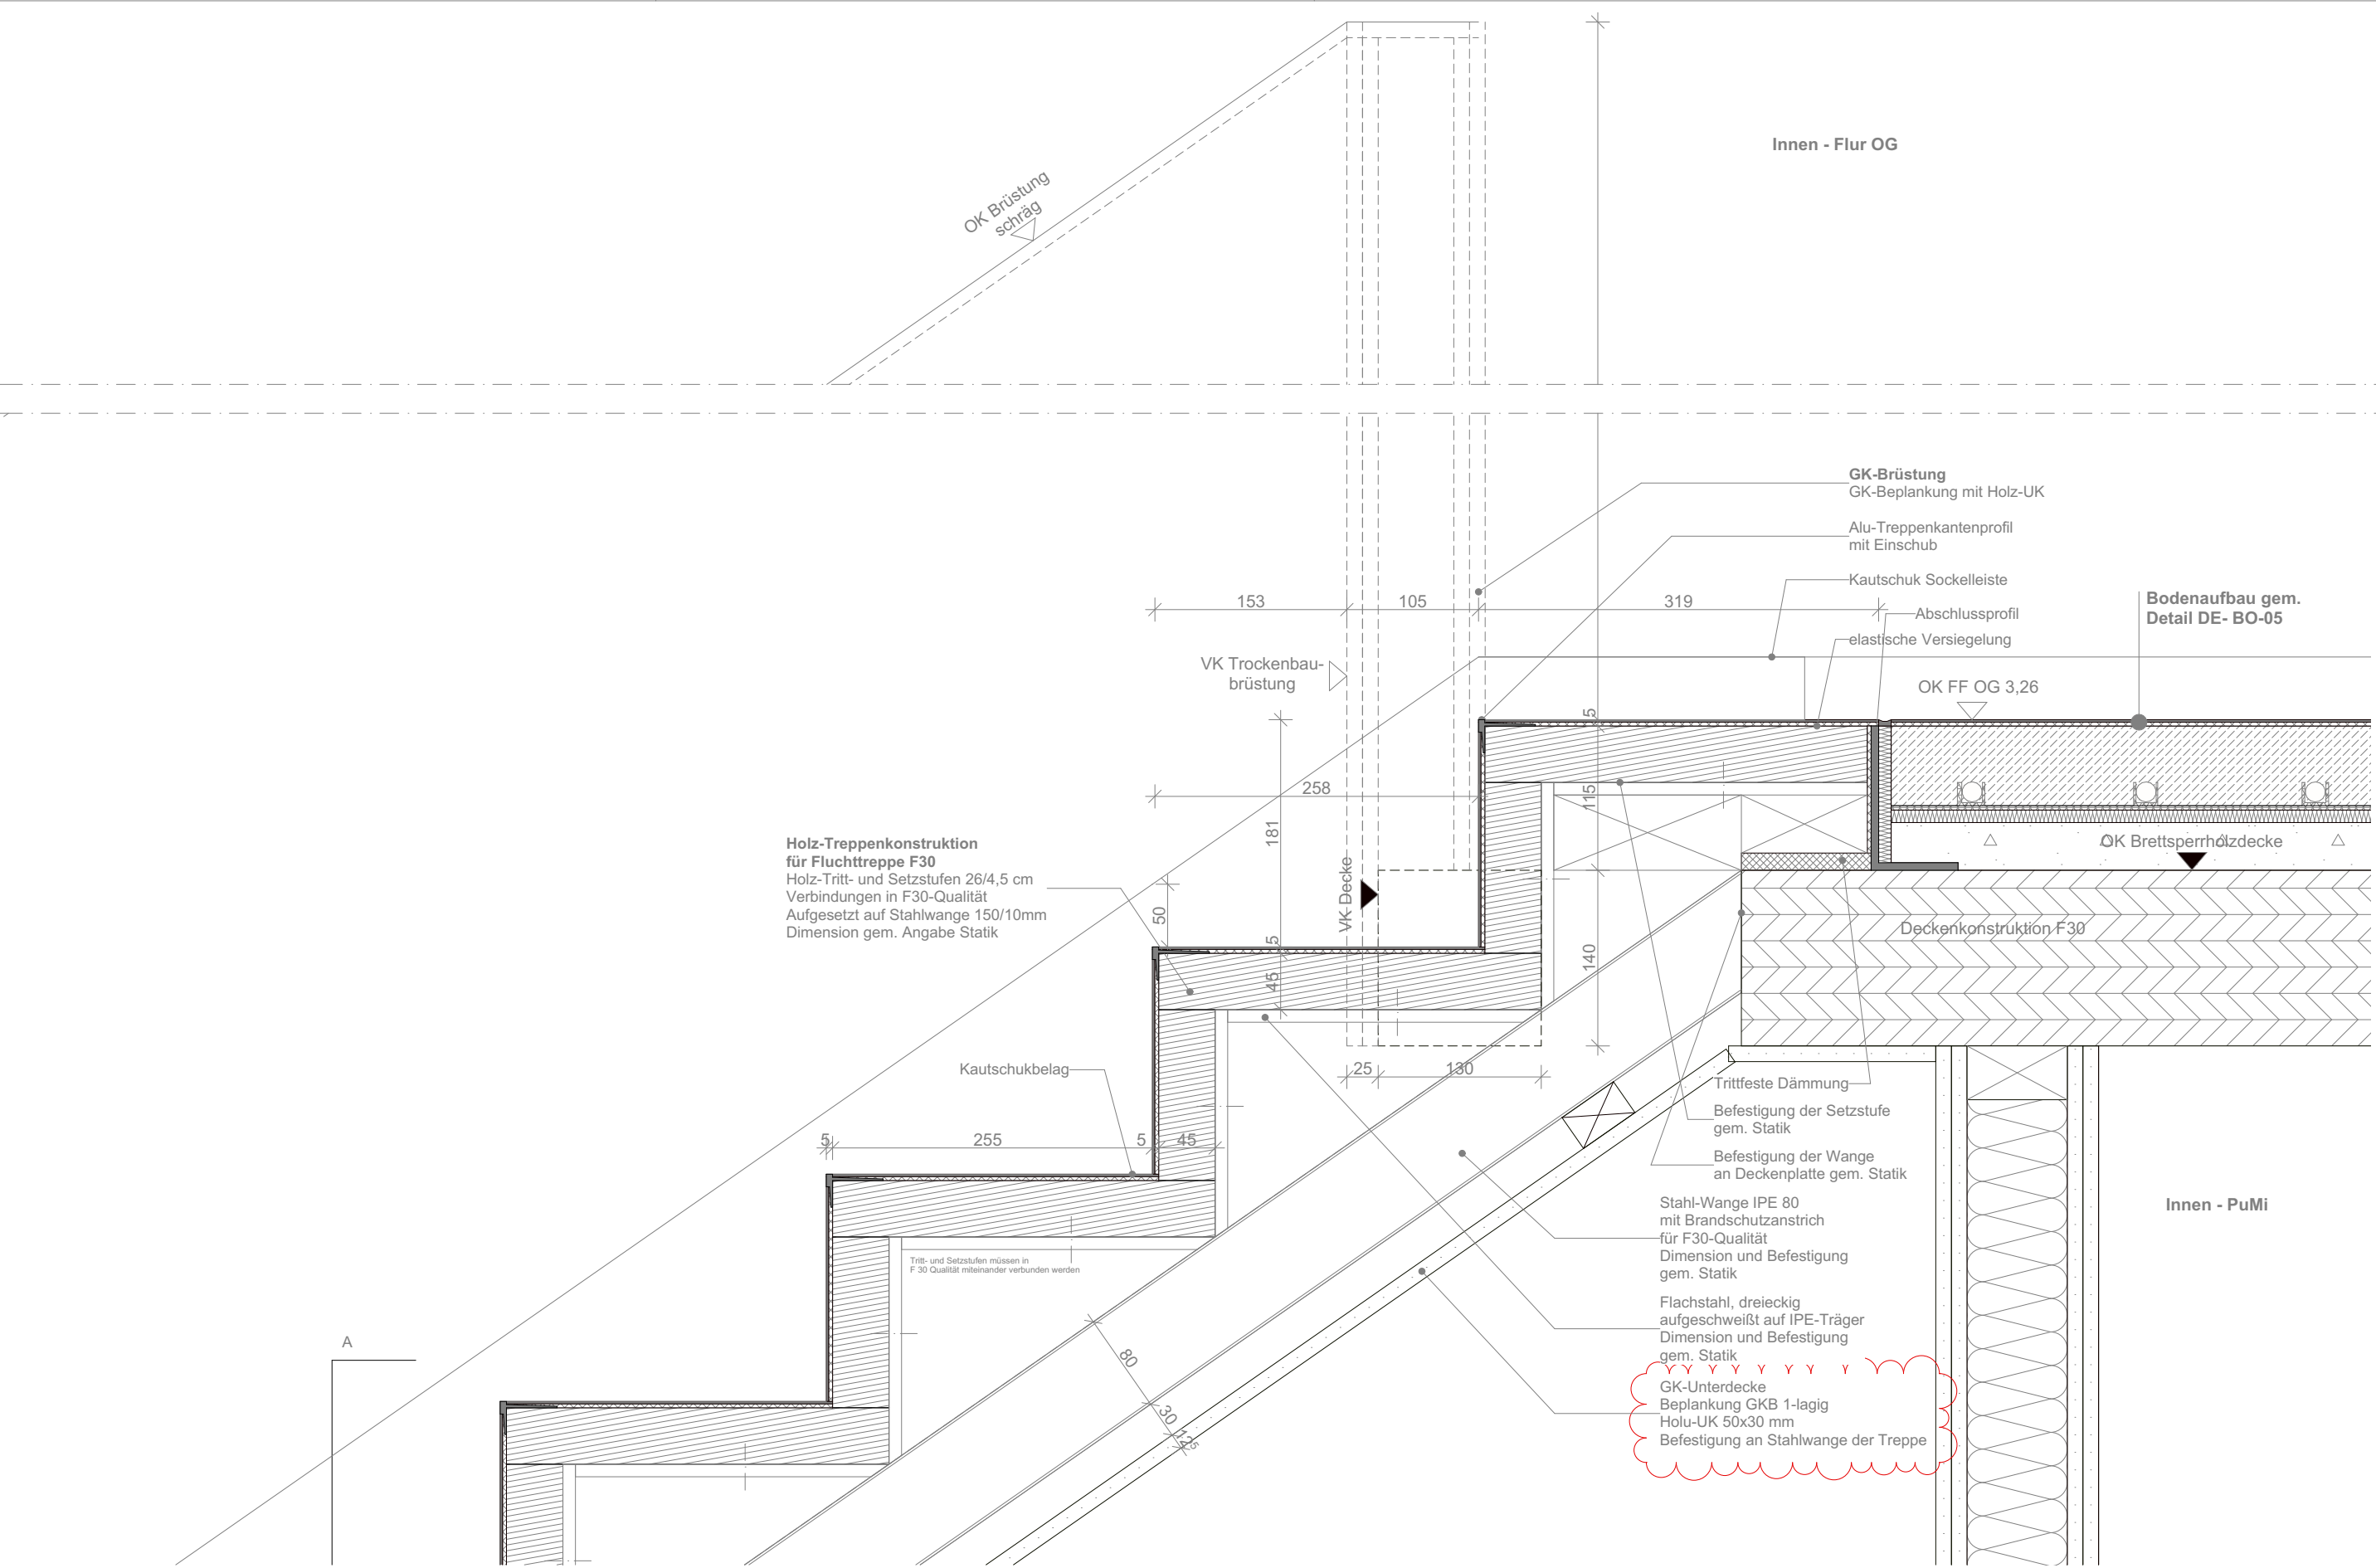 Innen - Flur OG
OK Brüstung
schräg
GK-Brüstung
GK-Beplankung mit Holz-UK
Alu-Treppenkantenprofil
mit Einschub
Kautschuk Sockelleiste
Abschlussprofil
elastische Versiegelung
Bodenaufbau gem.
Detail DE- BO-05
153
105
319
VK Trockenbau-
brüstung
OK FF OG 3,26
5
115
140
258
181
5
45
50
VK Decke
OK Brettsperrholzdecke
Deckenkonstruktion F30
Holz-Treppenkonstruktion
für Fluchttreppe F30
Holz-Tritt- und Setzstufen 26/4,5 cm
Verbindungen in F30-Qualität
Aufgesetzt auf Stahlwange 150/10mm
Dimension gem. Angabe Statik
Kautschukbelag
25
130
5
255
5
45
Trittfeste Dämmung
Befestigung der Setzstufe
gem. Statik
Befestigung der Wange
an Deckenplatte gem. Statik
Stahl-Wange IPE 80
mit Brandschutzanstrich
für F30-Qualität
Dimension und Befestigung
gem. Statik
Innen - PuMi
Tritt- und Setzstufen müssen in
F 30 Qualität miteinander verbunden werden
Flachstahl, dreieckig
aufgeschweißt auf IPE-Träger
Dimension und Befestigung
gem. Statik
GK-Unterdecke
Beplankung GKB 1-lagig
Holu-UK 50x30 mm
Befestigung an Stahlwange der Treppe
A
80
30
12⁵